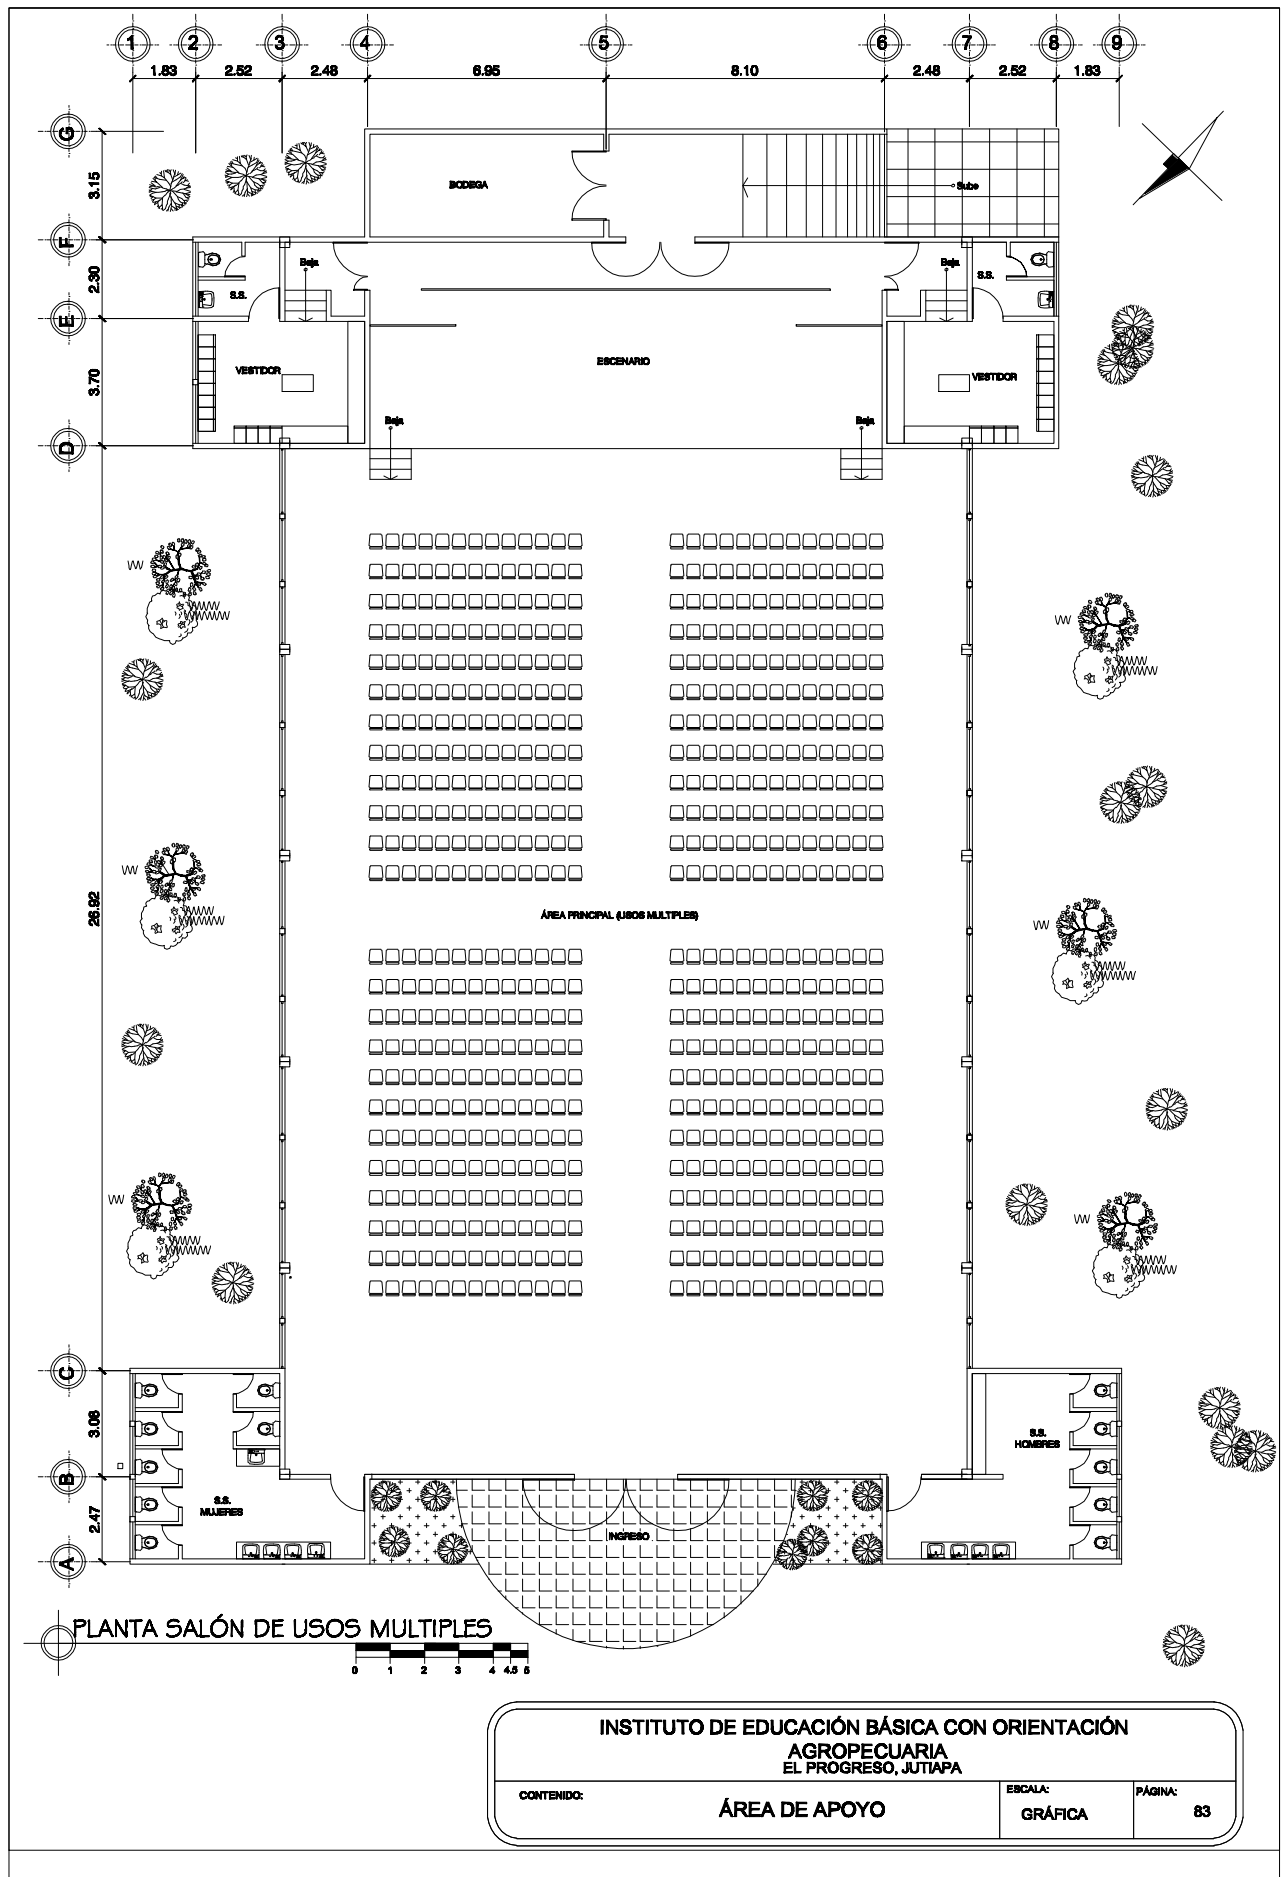 1 2 3 4 5 6 7 8 9
1.83 2.52 2.48 6.95 8.10 2.48 2.52 1.83
G
3.15
BODEGA
Sube
F
2.30
Baja
Baja
S.S.
S.S.
E
ESCENARIO
3.70
VESTIDOR
VESTIDOR
Baja
Baja
D
26.92
ÁREA PRINCIPAL (USOS MULTIPLES)
C
3.08
S.S.
HOMBRES
B
S.S.
MUJERES
2.47
INGRESO
A
PLANTA SALÓN DE USOS MULTIPLES
0 1 2 3 4 4.5 5
INSTITUTO DE EDUCACIÓN BÁSICA CON ORIENTACIÓN
AGROPECUARIA
EL PROGRESO, JUTIAPA
CONTENIDO:
ÁREA DE APOYO
ESCALA:
GRÁFICA
PÁGINA:
83